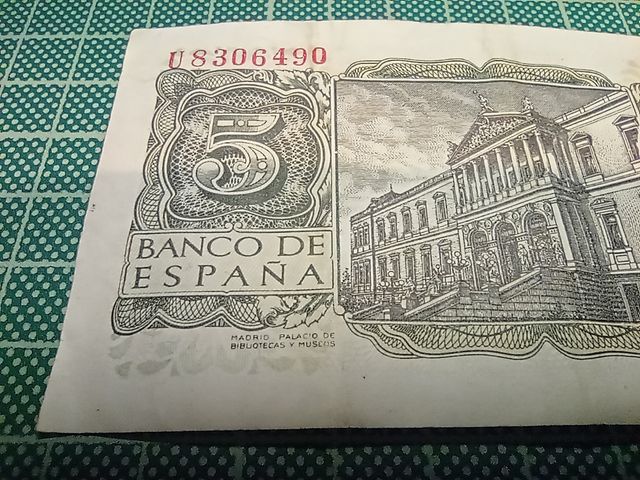 U8306490
5
BANCO DE
ESPAÑA
MADRID PALACIO DE
BIBLIOTECAS Y MUSEOS